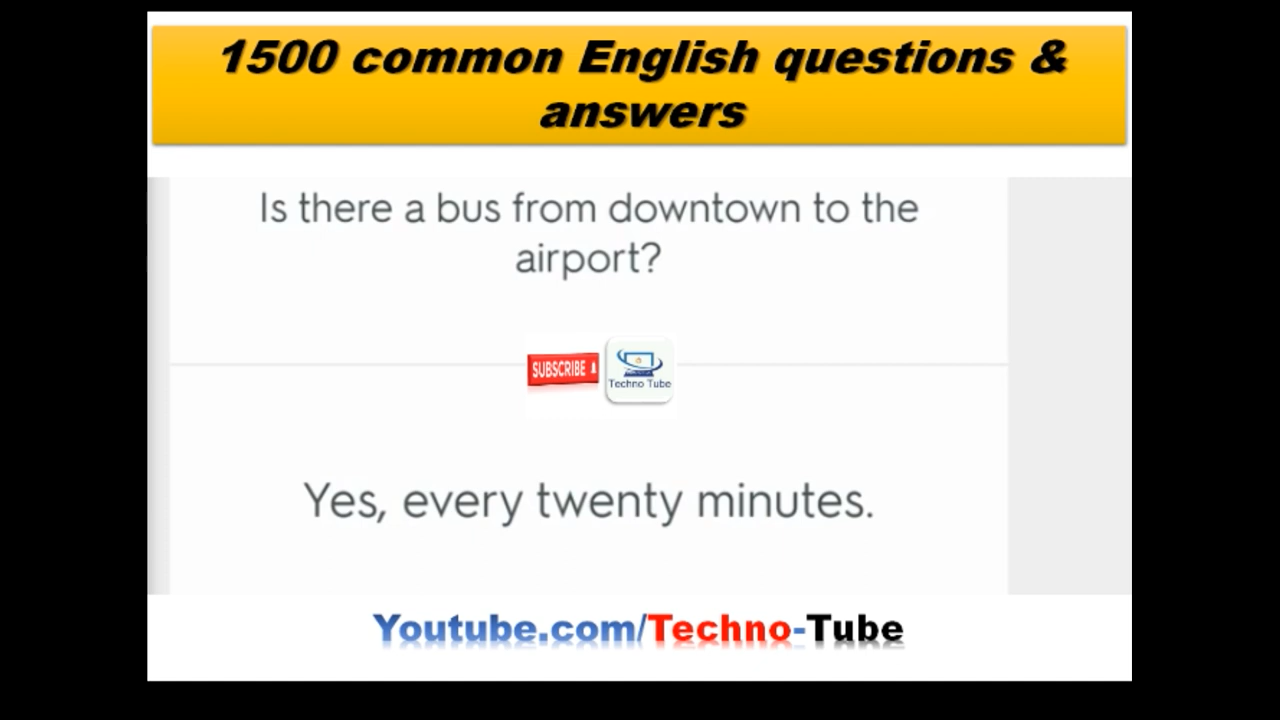 1500 common English questions &
answers
Is there a bus from downtown to the
airport?
SUBSCRIBE
Techno Tube
Yes, every twenty minutes.
Youtube.com/Techno-Tube